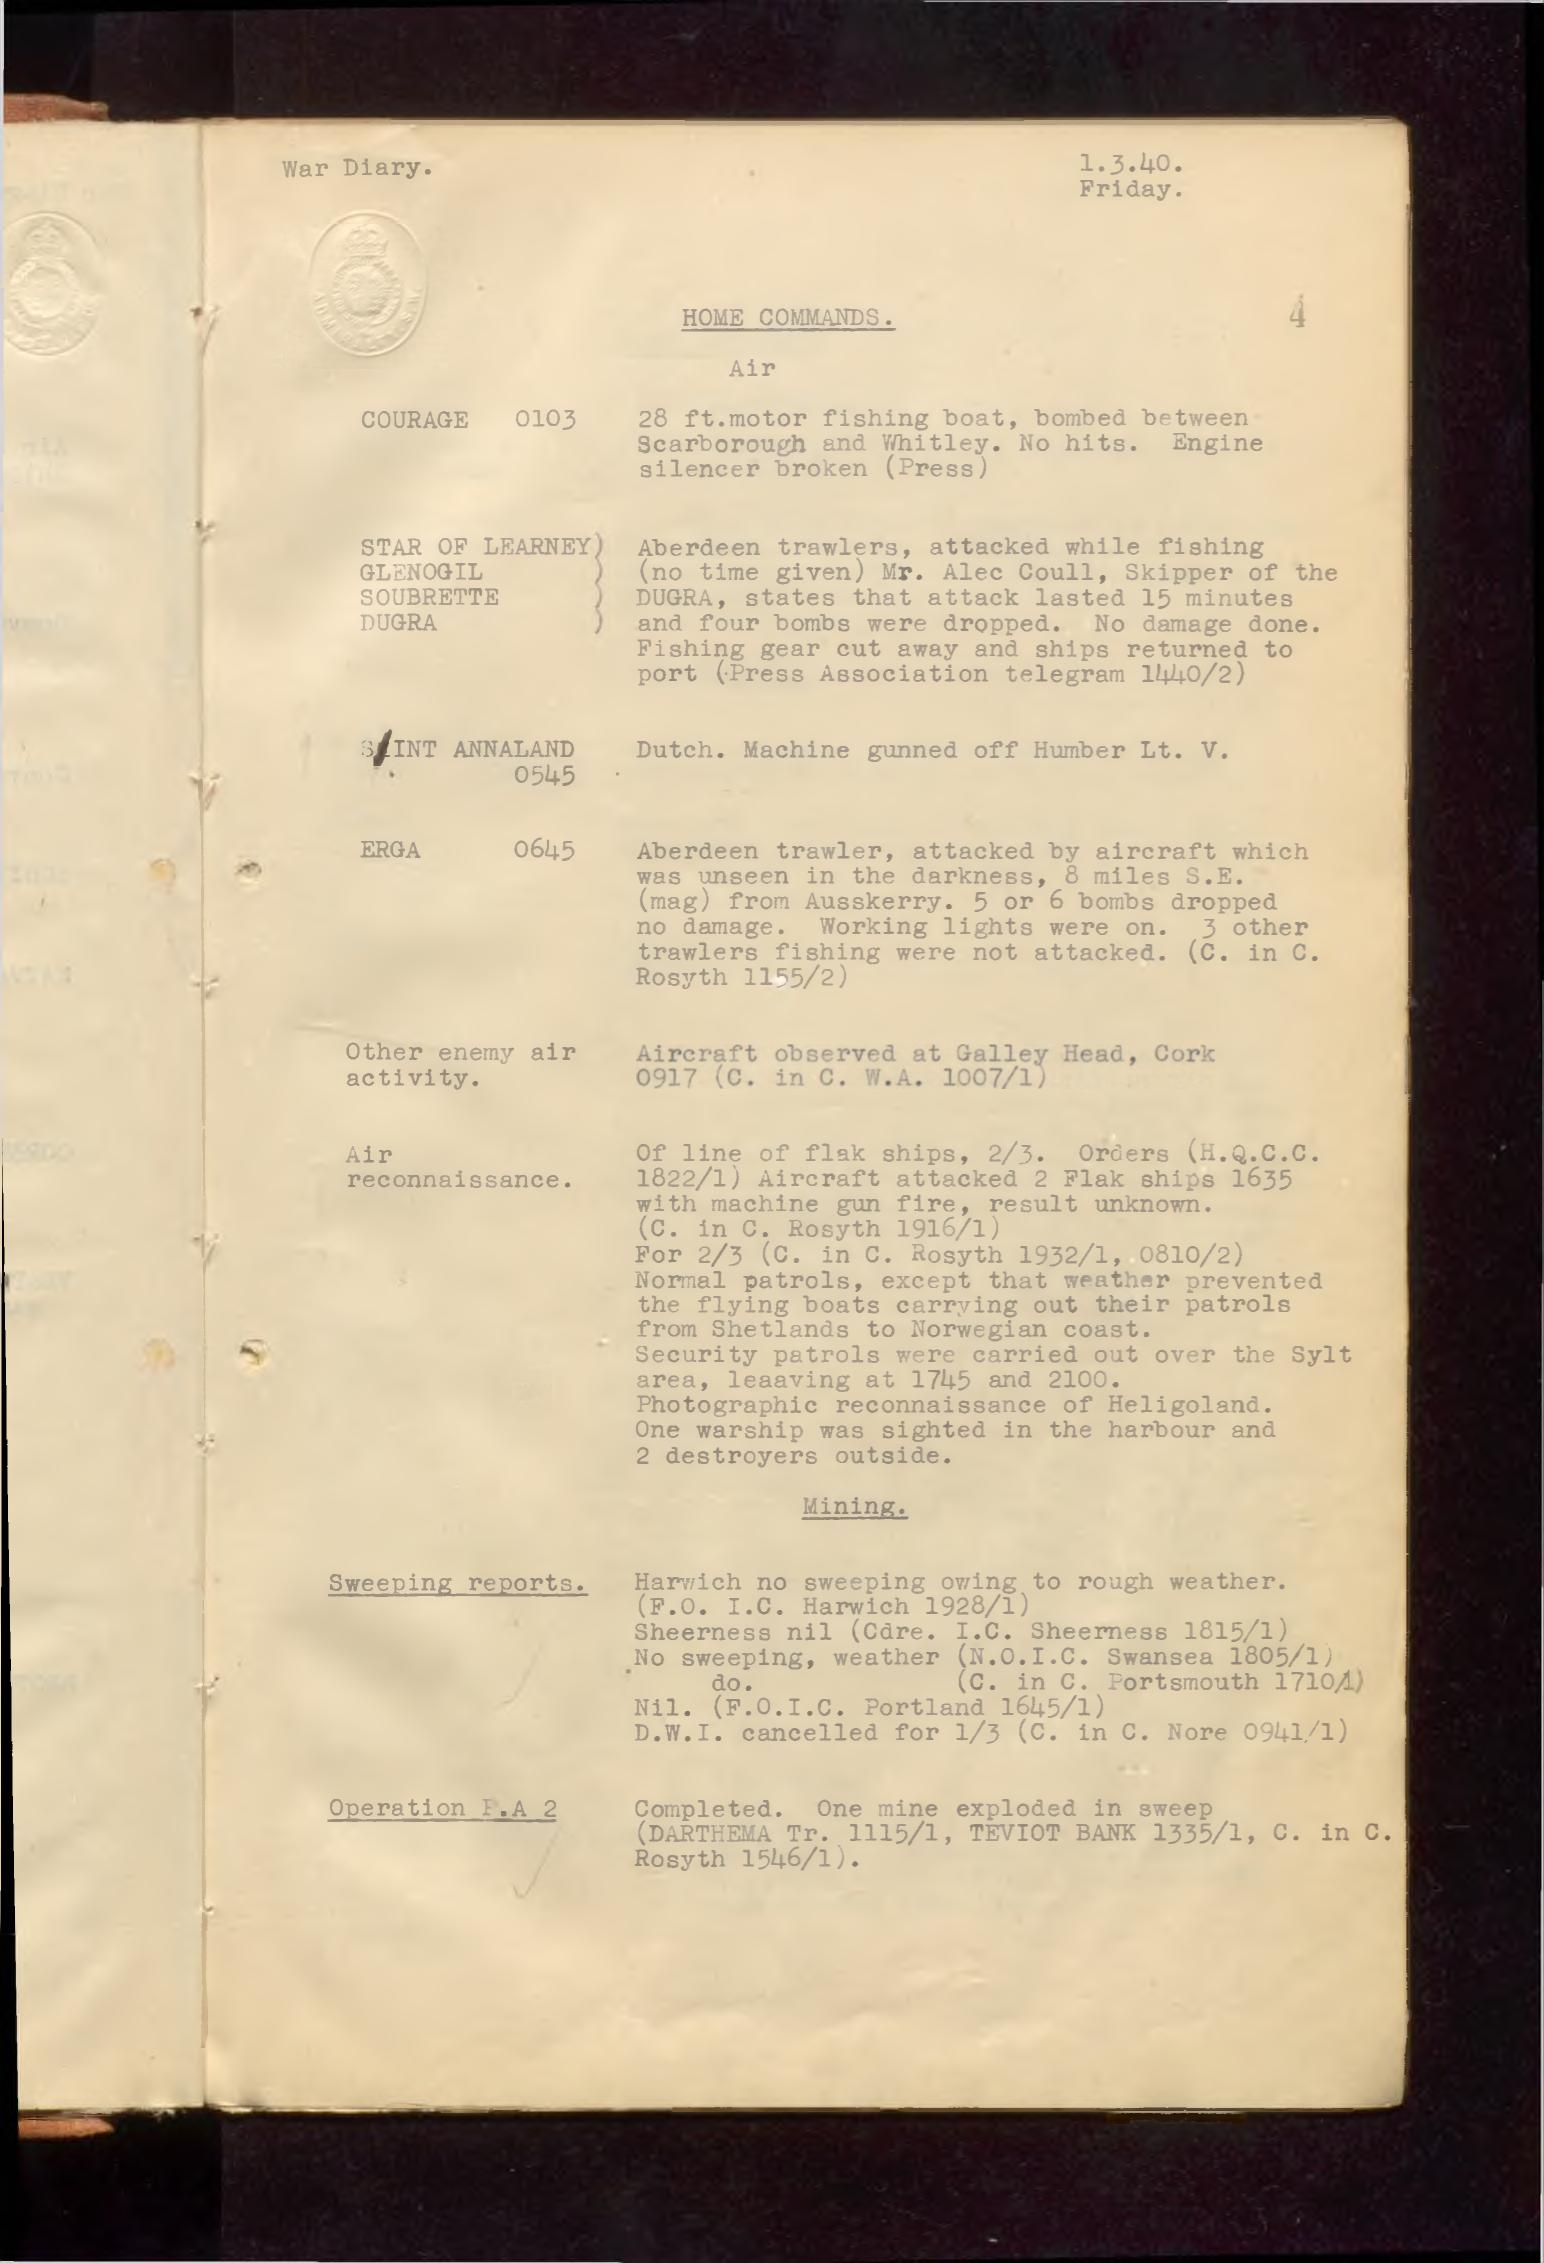 War Diary.
1.3.40.
Friday.
HOME COMMANDS.
4
Air
COURAGE 0103 28 ft.motor fishing boat, bombed between
Scarborough and Whitley. No hits. Engine
silencer broken (Press)
STAR OF LEARNEY) Aberdeen trawlers, attacked while fishing
GLENOGIL ) (no time given) Mr. Alec Coull, Skipper of the
SOUBRETTE ) DUGRA, states that attack lasted 15 minutes
DUGRA ) and four bombs were dropped. No damage done.
Fishing gear cut away and ships returned to
port (Press Association telegram 1440/2)
SAINT ANNALAND Dutch. Machine gunned off Humber Lt. V.
0545
ERGA 0645 Aberdeen trawler, attacked by aircraft which
was unseen in the darkness, 8 miles S.E.
(mag) from Ausskerry. 5 or 6 bombs dropped
no damage. Working lights were on. 3 other
trawlers fishing were not attacked. (C. in C.
Rosyth 1155/2)
Other enemy air Aircraft observed at Galley Head, Cork
activity. 0917 (C. in C. W.A. 1007/1)
Air Of line of flak ships, 2/3. Orders (H.Q.C.C.
reconnaissance. 1822/1) Aircraft attacked 2 Flak ships 1635
with machine gun fire, result unknown.
(C. in C. Rosyth 1916/1)
For 2/3 (C. in C. Rosyth 1932/1, 0810/2)
Normal patrols, except that weather prevented
the flying boats carrying out their patrols
from Shetlands to Norwegian coast.
Security patrols were carried out over the Sylt
area, leaaving at 1745 and 2100.
Photographic reconnaissance of Heligoland.
One warship was sighted in the harbour and
2 destroyers outside.
Mining.
Sweeping reports. Harwich no sweeping owing to rough weather.
(F.O. I.C. Harwich 1928/1)
Sheerness nil (Cdre. I.C. Sheerness 1815/1)
No sweeping, weather (N.O.I.C. Swansea 1805/1)
do. (C. in C. Portsmouth 1710/1)
Nil. (F.O.I.C. Portland 1645/1)
D.W.I. cancelled for 1/3 (C. in C. Nore 0941/1)
Operation P.A 2 Completed. One mine exploded in sweep
(DARTHEMA Tr. 1115/1, TEVIOT BANK 1335/1, C. in C.
Rosyth 1546/1).